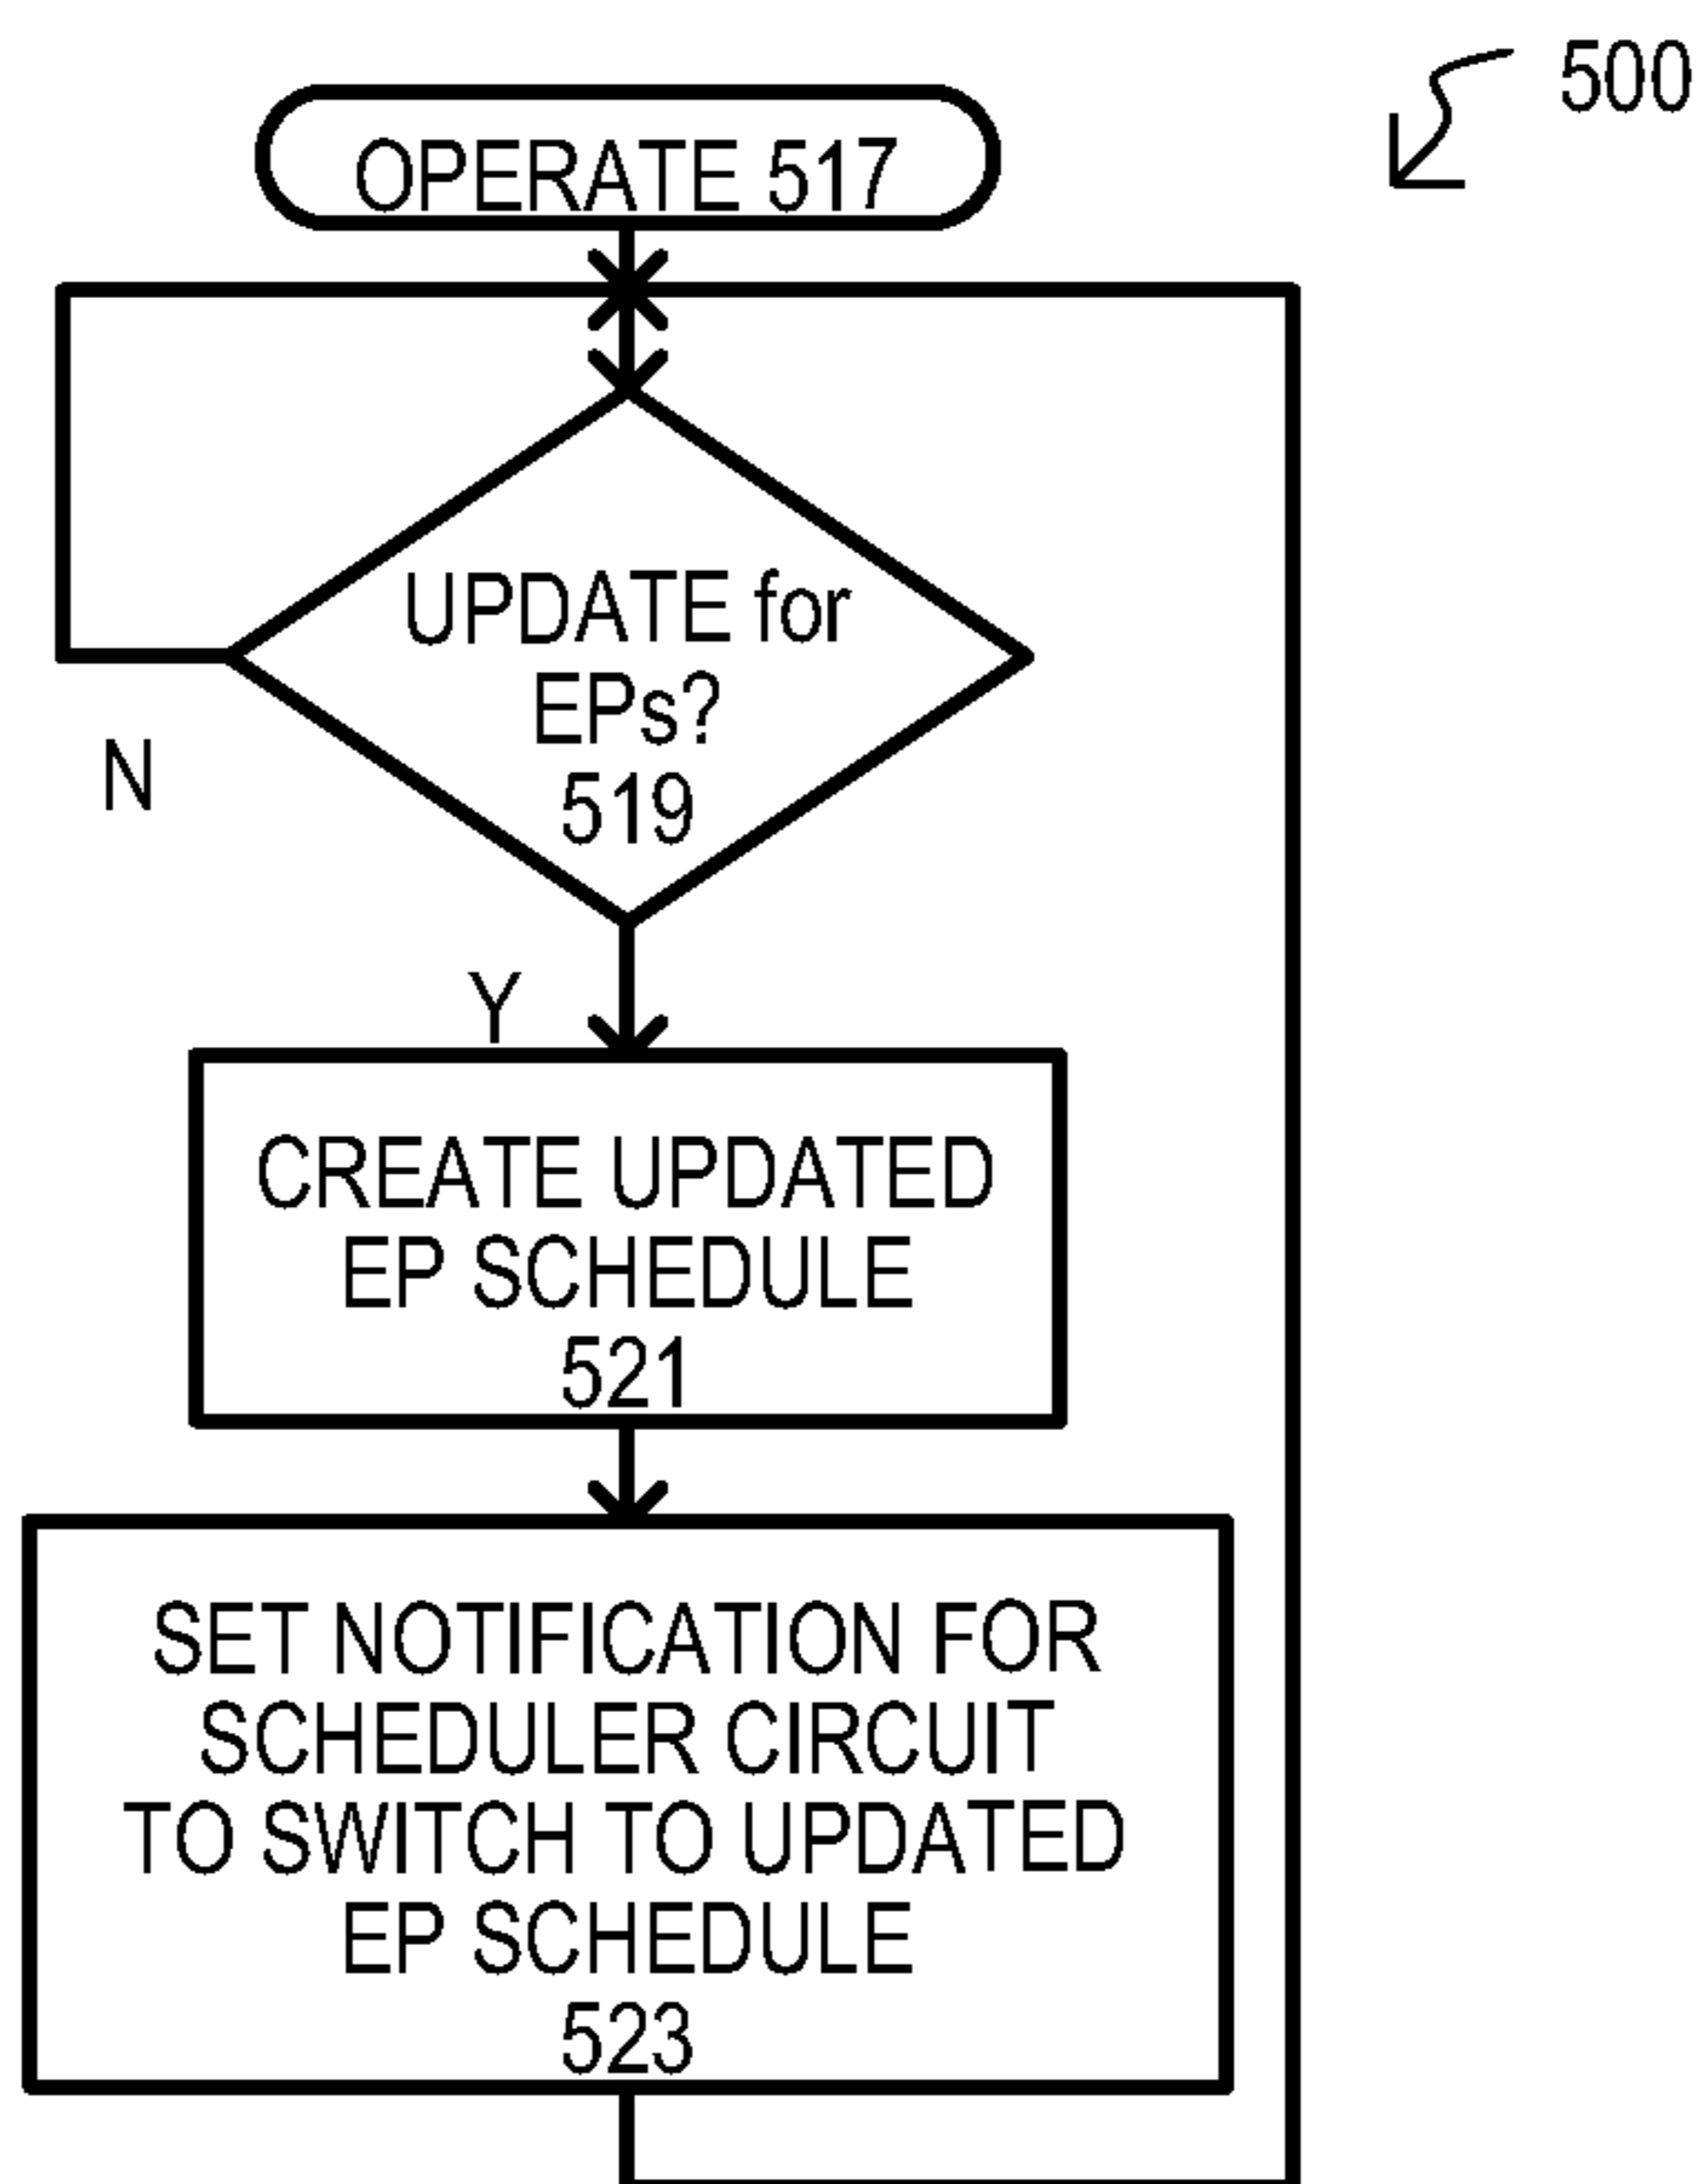 500
OPERATE 517
UPDATE for
EPs?
519
N
Y
CREATE UPDATED
EP SCHEDULE
521
SET NOTIFICATION FOR
SCHEDULER CIRCUIT
TO SWITCH TO UPDATED
EP SCHEDULE
523